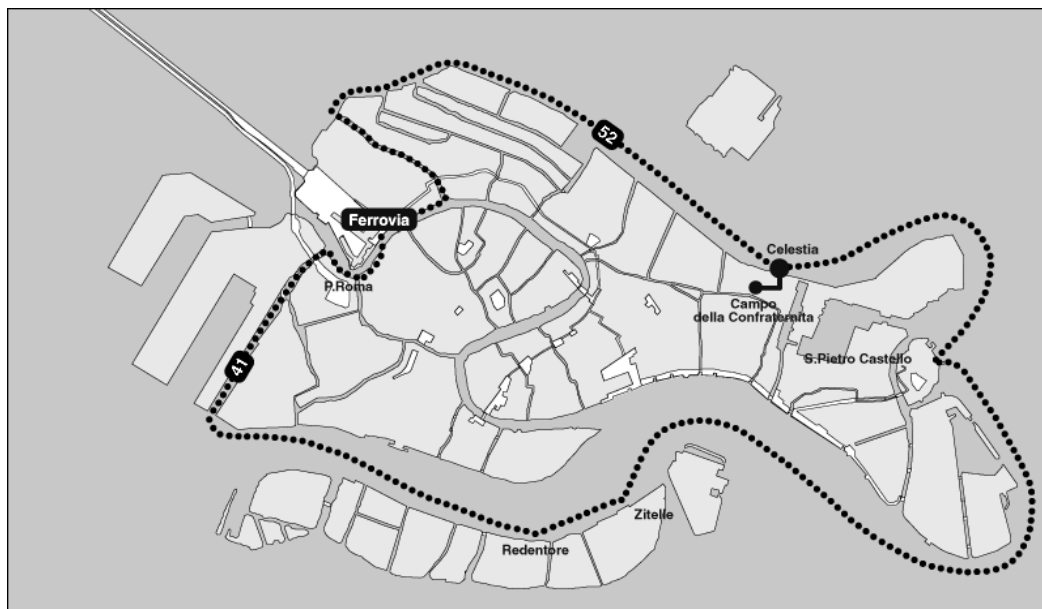 52
Ferrovia
Celestia
P.Roma
Campo
della Confraternita
S.Pietro Castello
41
Zitelle
Redentore